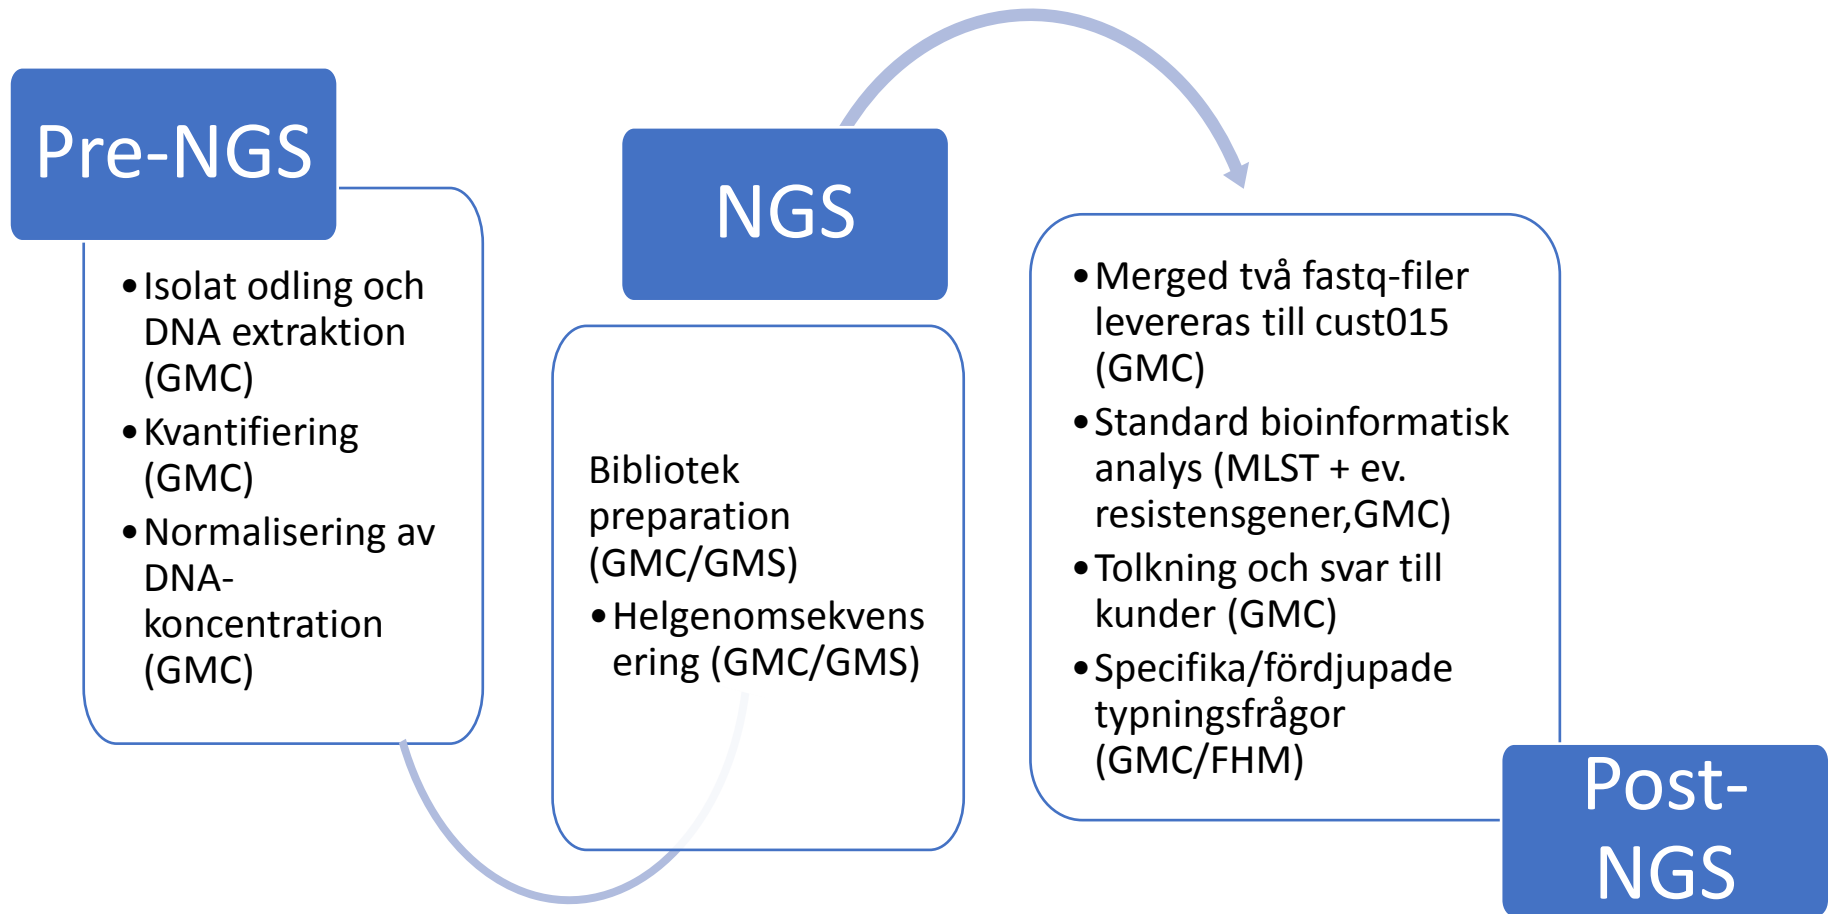 Pre-NGS
•Isolat odling och
DNA extraktion
(GMC)
•Kvantifiering
(GMC)
•Normalisering av
DNA-
koncentration
(GMC)
NGS
Bibliotek
preparation
(GMC/GMS)
•Helgenomsekvens
ering (GMC/GMS)
•Merged två fastq-filer
levereras till cust015
(GMC)
•Standard bioinformatisk
analys (MLST + ev.
resistensgener,GMC)
•Tolkning och svar till
kunder (GMC)
•Specifika/fördjupade
typningsfrågor
(GMC/FHM)
Post-
NGS